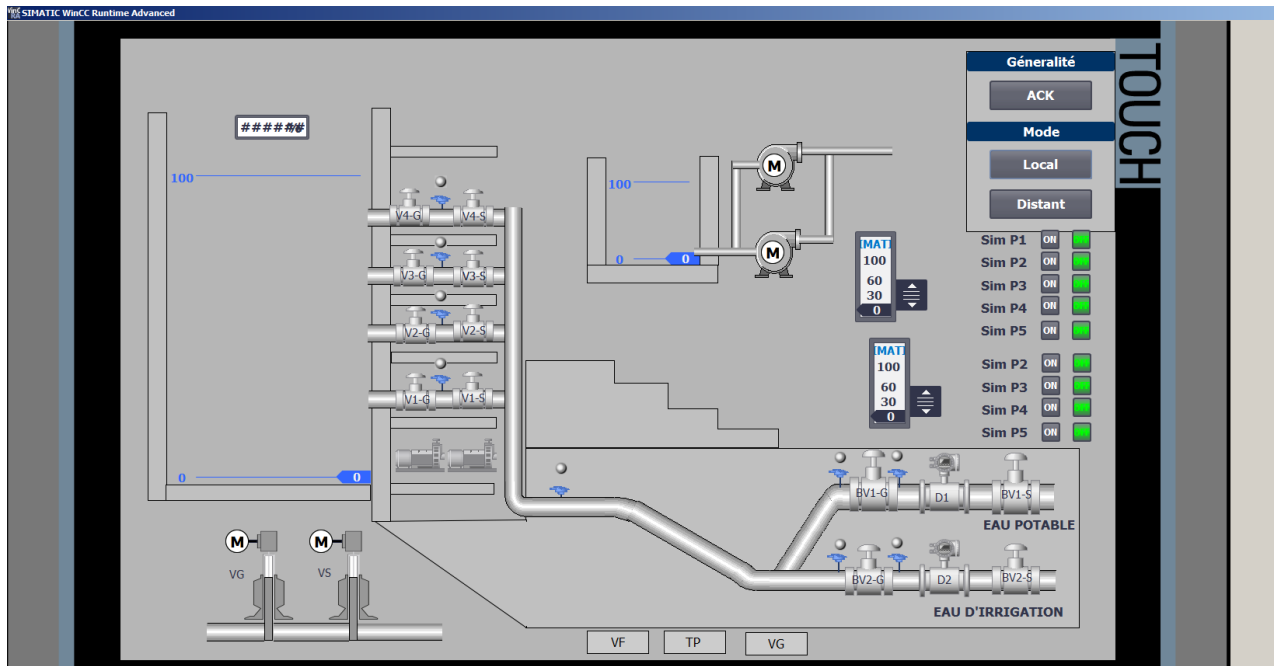 SIMATIC WinCC Runtime Advanced
TOUCH
Géneralité
ACK
Mode
Local
Distant
######
100
0
0
V4-G
V4-S
V3-G
V3-S
V2-G
V2-S
V1-G
V1-S
100
0
0
M
M
IMATI
100
60
30
0
IMATI
100
60
30
0
Sim P1 ON
Sim P2 ON
Sim P3 ON
Sim P4 ON
Sim P5 ON
Sim P2 ON
Sim P3 ON
Sim P4 ON
Sim P5 ON
BV1-G
D1
BV1-S
EAU POTABLE
BV2-G
D2
BV2-S
EAU D'IRRIGATION
M
M
VG
VS
VF
TP
VG